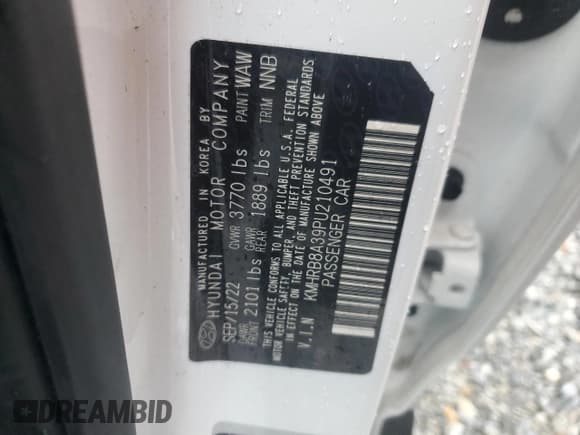 MANUFACTURED IN KOREA BY
HYUNDAI MOTOR COMPANY
SEP/15/22 GVWR 3770 lbs PAINT WAW
GAWR FRONT 2101 lbs GAWR REAR 1889 lbs TRIM NNB
THIS VEHICLE CONFORMS TO ALL APPLICABLE U.S.A. FEDERAL
MOTOR VEHICLE SAFETY, BUMPER, AND THEFT PREVENTION STANDARDS
IN EFFECT ON THE DATE OF MANUFACTURE SHOWN ABOVE
V.I.N KMHRB8A39PU210491
PASSENGER CAR
DREAMBID